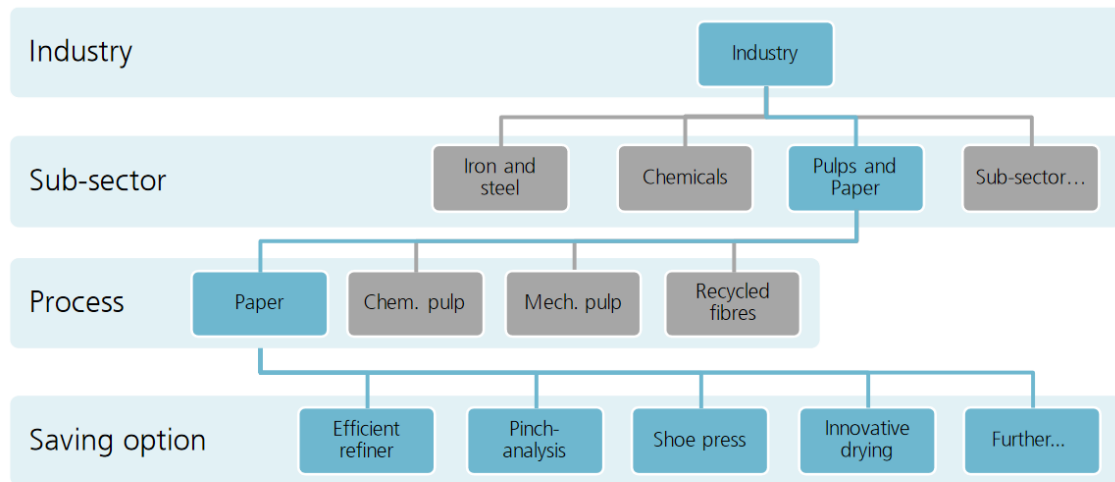 Industry
Industry
Sub-sector
Iron and
steel
Chemicals
Pulps and
Paper
Sub-sector...
Process
Paper
Chem. pulp
Mech. pulp
Recycled
fibres
Saving option
Efficient
refiner
Pinch-
analysis
Shoe press
Innovative
drying
Further...